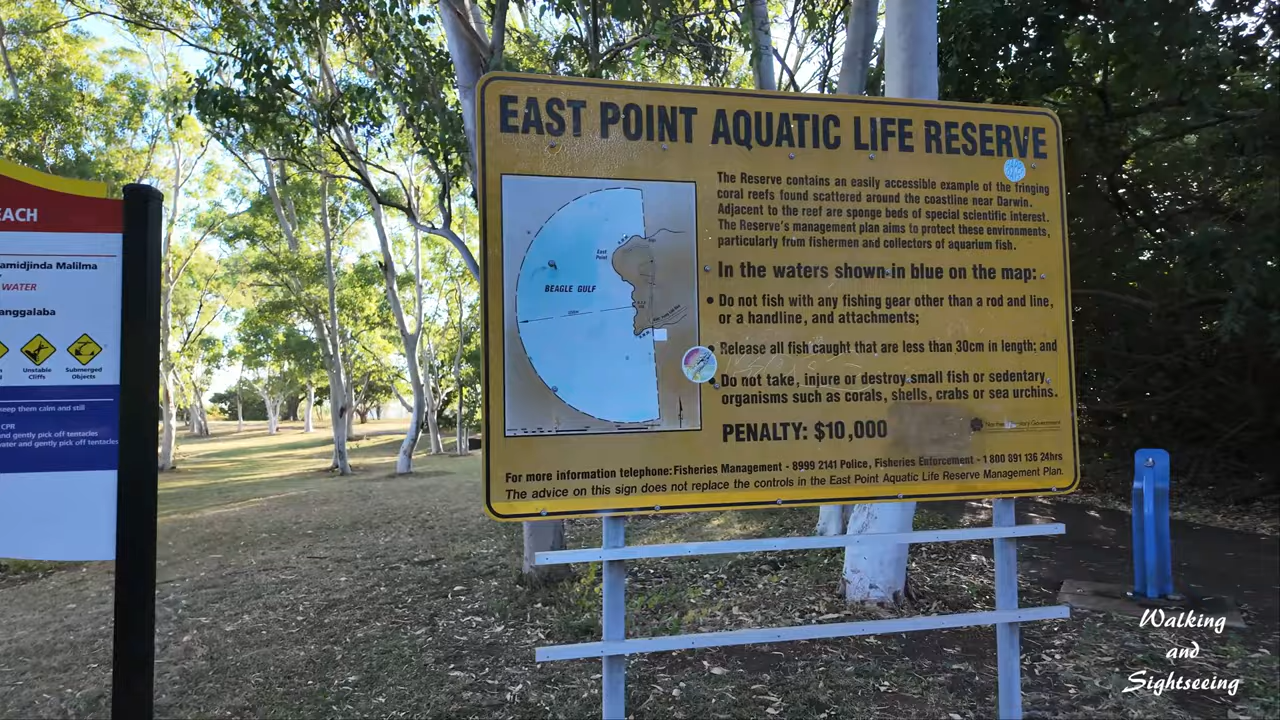 EACH
amidjinda Malilma
WATER
anggalaba
Unstable
Cliffs
Submerged
Objects
keep them calm and still
CPR
and gently pick off tentacles
water and gently pick off tentacles
EAST POINT AQUATIC LIFE RESERVE
East
Point
BEAGLE GULF
The Reserve contains an easily accessible example of the fringing
coral reefs found scattered around the coastline near Darwin.
Adjacent to the reef are sponge beds of special scientific interest.
The Reserve's management plan aims to protect these environments,
particularly from fishermen and collectors of aquarium fish.
In the waters shown in blue on the map:
• Do not fish with any fishing gear other than a rod and line,
or a handline, and attachments;
• Release all fish caught that are less than 30cm in length; and
• Do not take, injure or destroy small fish or sedentary
organisms such as corals, shells, crabs or sea urchins.
PENALTY: $10,000
Northern Territory Government
For more information telephone: Fisheries Management - 8999 2141 Police, Fisheries Enforcement - 1 800 891 136 24hrs
The advice on this sign does not replace the controls in the East Point Aquatic Life Reserve Management Plan.
Walking
and
Sightseeing